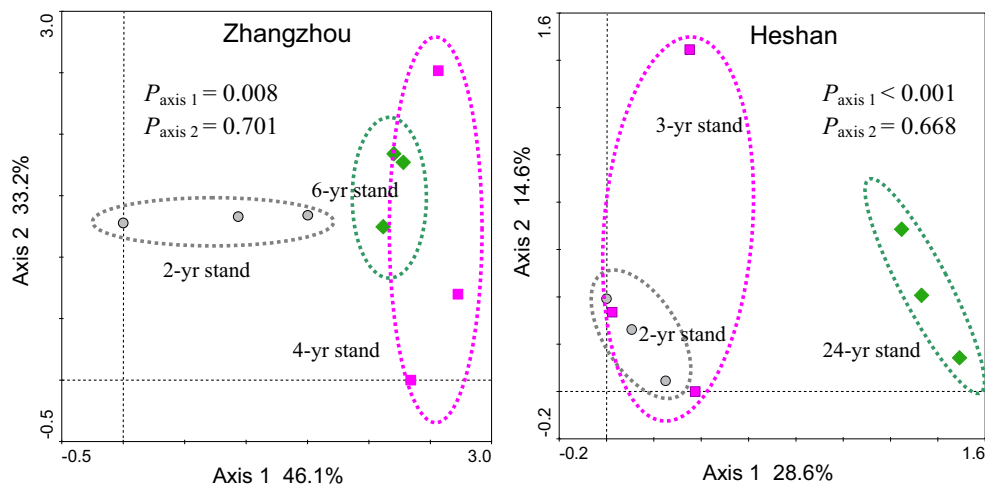 3.0
Zhangzhou
P axis 1 = 0.008
P axis 2 = 0.701
6-yr stand
2-yr stand
4-yr stand
Axis 2 33.2%
-0.5
-0.5
3.0
Axis 1 46.1%
1.6
Heshan
P axis 1 < 0.001
P axis 2 = 0.668
3-yr stand
2-yr stand
24-yr stand
Axis 2 14.6%
-0.2
-0.2
1.6
Axis 1 28.6%